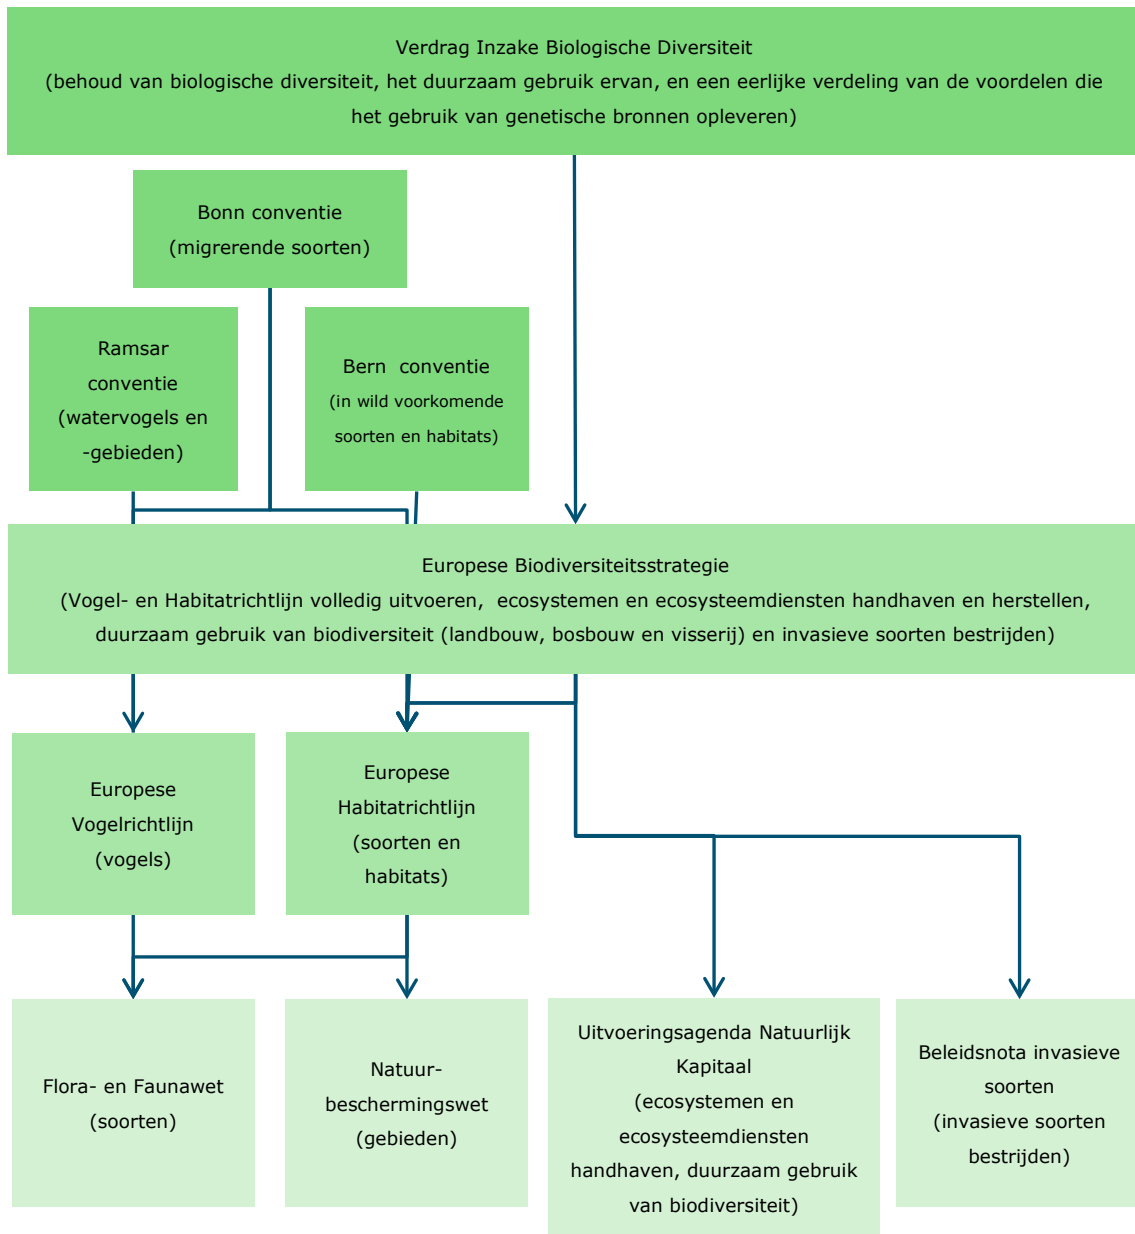 Verdrag Inzake Biologische Diversiteit
(behoud van biologische diversiteit, het duurzaam gebruik ervan, en een eerlijke verdeling van de voordelen die
het gebruik van genetische bronnen opleveren)
Bonn conventie
(migrerende soorten)
Ramsar
conventie
(watervogels en
-gebieden)
Bern conventie
(in wild voorkomende
soorten en habitats)
Europese Biodiversiteitsstrategie
(Vogel- en Habitatrichtlijn volledig uitvoeren, ecosystemen en ecosysteemdiensten handhaven en herstellen,
duurzaam gebruik van biodiversiteit (landbouw, bosbouw en visserij) en invasieve soorten bestrijden)
Europese
Vogelrichtlijn
(vogels)
Europese
Habitatrichtlijn
(soorten en
habitats)
Flora- en Faunawet
(soorten)
Natuur-
beschermingswet
(gebieden)
Uitvoeringsagenda Natuurlijk
Kapitaal
(ecosystemen en
ecosysteemdiensten
handhaven, duurzaam gebruik
van biodiversiteit)
Beleidsnota invasieve
soorten
(invasieve soorten
bestrijden)